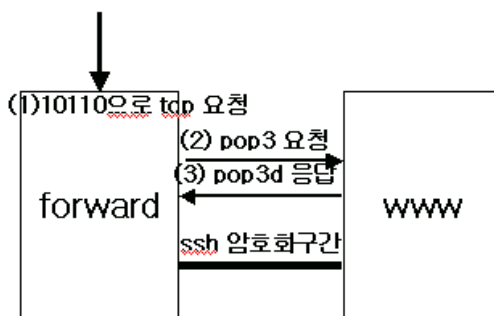 (1)10110으로 tcp 요청
(2) pop3 요청
(3) pop3d 응답
forward
www
ssh 암호화구간